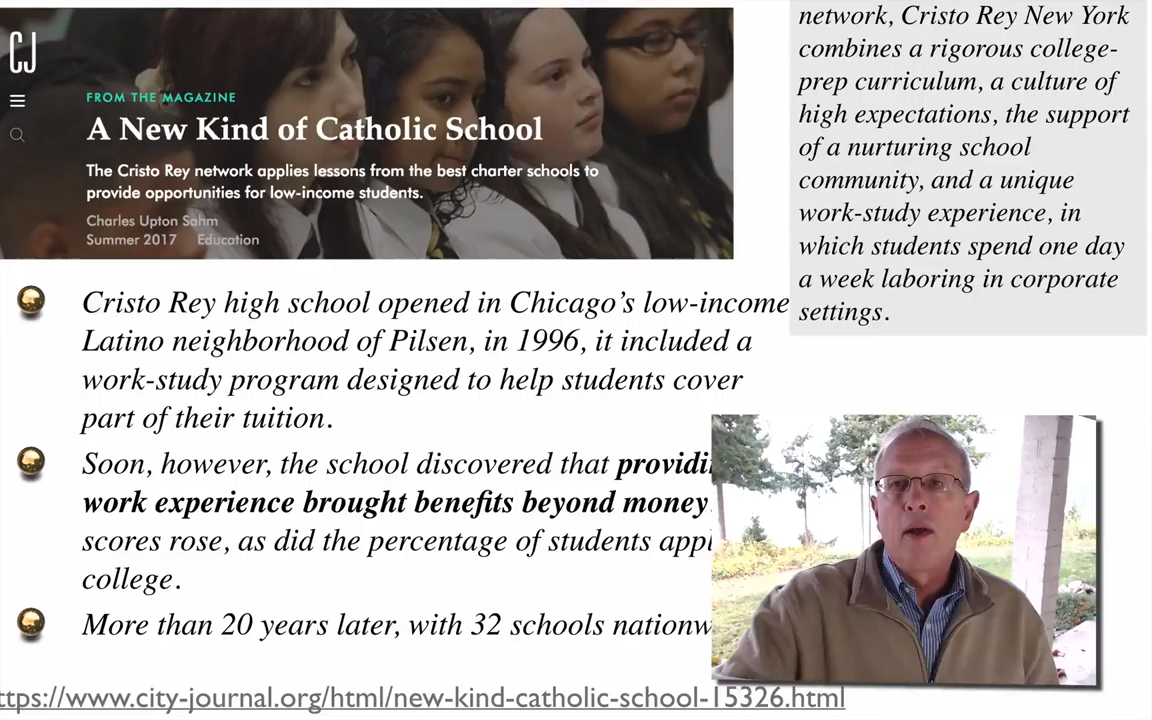 CJ
FROM THE MAGAZINE
A New Kind of Catholic School
The Cristo Rey network applies lessons from the best charter schools to
provide opportunities for low-income students.
Charles Upton Sahm
Summer 2017 Education
network, Cristo Rey New York
combines a rigorous college-
prep curriculum, a culture of
high expectations, the support
of a nurturing school
community, and a unique
work-study experience, in
which students spend one day
a week laboring in corporate
settings.
Cristo Rey high school opened in Chicago’s low-income
Latino neighborhood of Pilsen, in 1996, it included a
work-study program designed to help students cover
part of their tuition.
Soon, however, the school discovered that
work experience brought benefits beyond money
scores rose, as did the percentage of students
college.
More than 20 years later, with 32 schools
ttps://www.city-journal.org/html/new-kind-catholic-school-15326.html